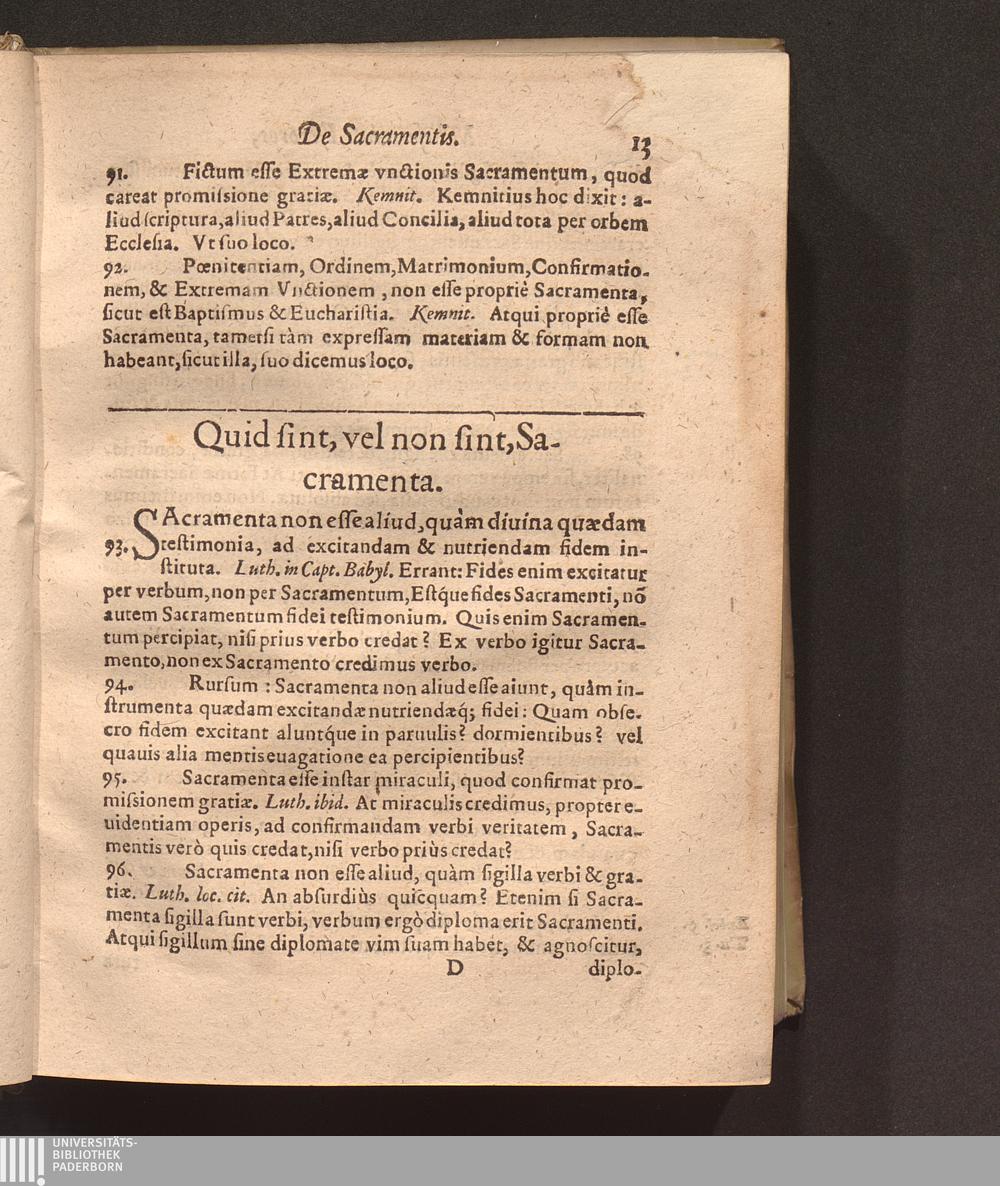 De Sacramentis. 13
91. Fictum eſſe Extremæ vnctionis Sacramentum, quod
careat promiſsione gratiæ. Kemnit. Kemnitius hoc dixit: a-
liud ſcriptura, aliud Patres, aliud Concilia, aliud tota per orbem
Eccleſia. Vt ſuo loco.
92. Pœnitentiam, Ordinem, Matrimonium, Confirmatio-
nem, & Extremam Vnctionem, non eſſe propriè Sacramenta,
ſicut eſt Baptiſmus & Euchariſtia. Kemnit. Atqui propriè eſſe
Sacramenta, tametſi tàm expreſſam materiam & formam non
habeant, ſicut illa, ſuo dicemus loco.
Quid ſint, vel non ſint, Sa-
cramenta.
SAcramenta non eſſe aliud, quàm diuina quædam
93. teſtimonia, ad excitandam & nutriendam fidem in-
ſtituta. Luth. in Capt. Babyl. Errant: Fides enim excitatur
per verbum, non per Sacramentum, Eſtq́ue fides Sacramenti, nõ
autem Sacramentum fidei teſtimonium. Quis enim Sacramen-
tum percipiat, niſi prius verbo credat? Ex verbo igitur Sacra-
mento, non ex Sacramento credimus verbo.
94. Rurſum: Sacramenta non aliud eſſe aiunt, quàm in-
ſtrumenta quædam excitandæ nutriendæq́; fidei: Quam obſe-
cro fidem excitant aluntq́ue in paruulis? dormientibus? vel
quauis alia mentis euagatione ea percipientibus?
95. Sacramenta eſſe inſtar miraculi, quod confirmat pro-
miſsionem gratiæ. Luth. ibid. At miraculis credimus, propter e-
uidentiam operis, ad confirmandam verbi veritatem, Sacra-
mentis verò quis credat, niſi verbo priùs credat?
96. Sacramenta non eſſe aliud, quàm ſigilla verbi & gra-
tiæ. Luth. loc. cit. An abſurdiùs quicquam? Etenim ſi Sacra-
menta ſigilla ſunt verbi, verbum ergò diploma erit Sacramenti.
Atqui ſigillum ſine diplomate vim ſuam habet, & agnoſcitur,
D diplo-
UNIVERSITÄTS-
BIBLIOTHEK
PADERBORN